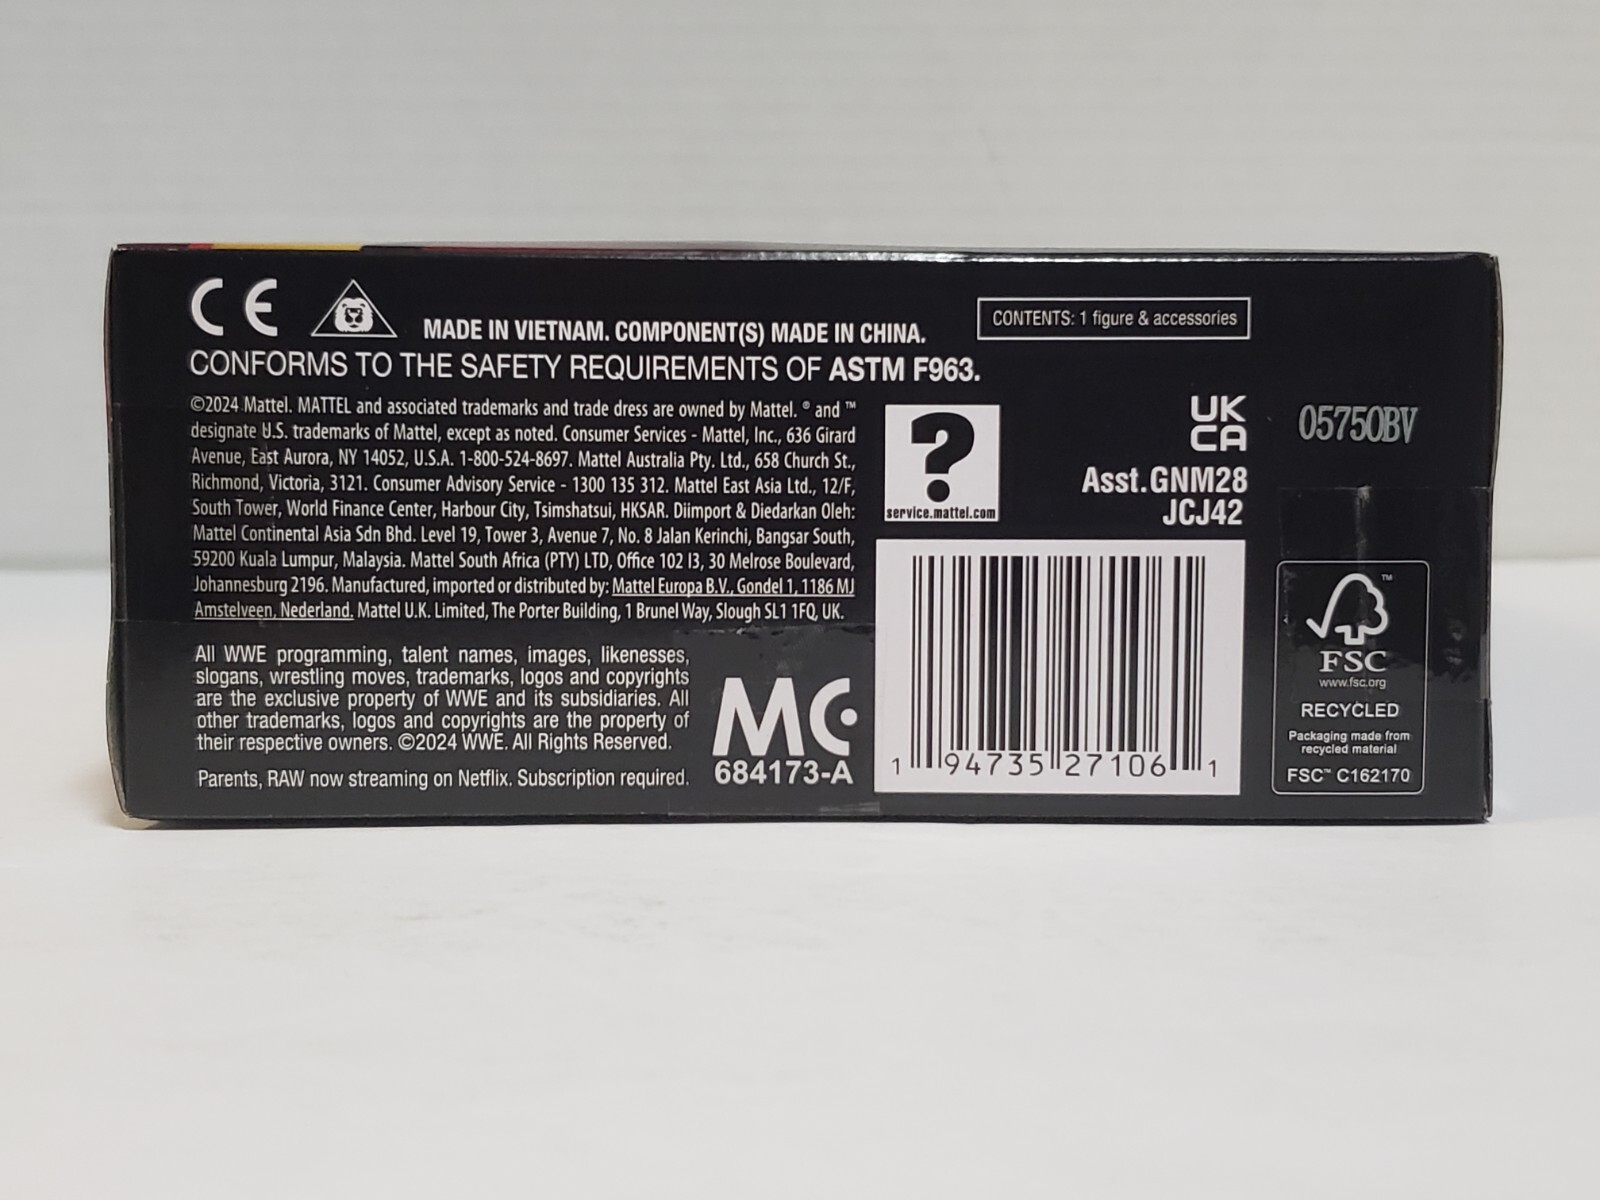 CE
MADE IN VIETNAM. COMPONENT(S) MADE IN CHINA.
CONTENTS: 1 figure & accessories
CONFORMS TO THE SAFETY REQUIREMENTS OF ASTM F963.
©2024 Mattel. MATTEL and associated trademarks and trade dress are owned by Mattel. ® and ™
designate U.S. trademarks of Mattel, except as noted. Consumer Services - Mattel, Inc., 636 Girard
Avenue, East Aurora, NY 14052, U.S.A. 1-800-524-8697. Mattel Australia Pty. Ltd., 658 Church St.,
Richmond, Victoria, 3121. Consumer Advisory Service - 1300 135 312. Mattel East Asia Ltd., 12/F,
South Tower, World Finance Center, Harbour City, Tsimshatsui, HKSAR. Diimport & Diedarkan Oleh:
Mattel Continental Asia Sdn Bhd. Level 19, Tower 3, Avenue 7, No. 8 Jalan Kerinchi, Bangsar South,
59200 Kuala Lumpur, Malaysia. Mattel South Africa (PTY) LTD, Office 102 I3, 30 Melrose Boulevard,
Johannesburg 2196. Manufactured, imported or distributed by: Mattel Europa B.V., Gondel 1, 1186 MJ
Amstelveen, Nederland. Mattel U.K. Limited, The Porter Building, 1 Brunel Way, Slough SL1 1FQ, UK.
All WWE programming, talent names, images, likenesses,
slogans, wrestling moves, trademarks, logos and copyrights
are the exclusive property of WWE and its subsidiaries. All
other trademarks, logos and copyrights are the property of
their respective owners. ©2024 WWE. All Rights Reserved.
Parents, RAW now streaming on Netflix. Subscription required.
MC
684173-A
?
service.mattel.com
UK
CA
Asst.GNM28
JCJ42
05750BV
1 94735 27106 1
FSC™
www.fsc.org
RECYCLED
Packaging made from
recycled material
FSC™ C162170